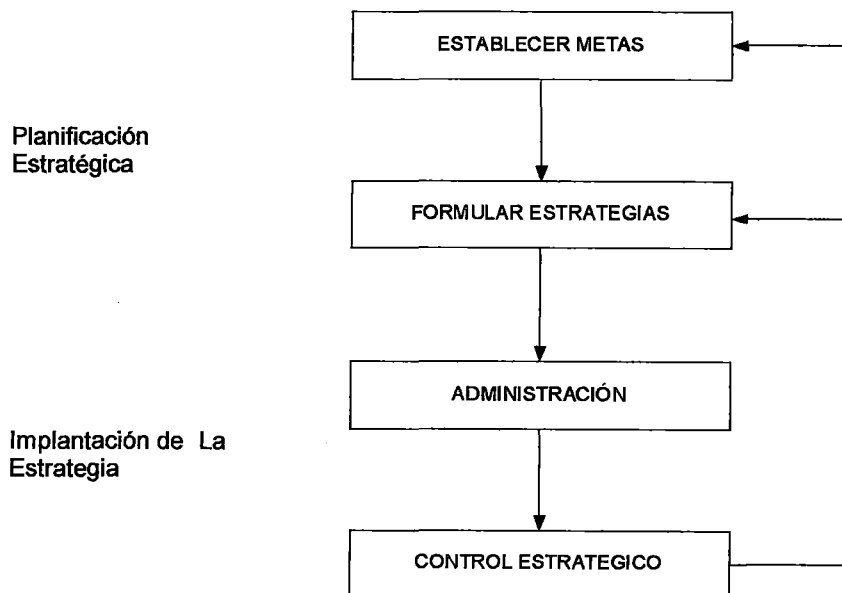 ESTABLECER METAS
Planificación
Estratégica
FORMULAR ESTRATEGIAS
ADMINISTRACIÓN
Implantación de La
Estrategia
CONTROL ESTRATEGICO